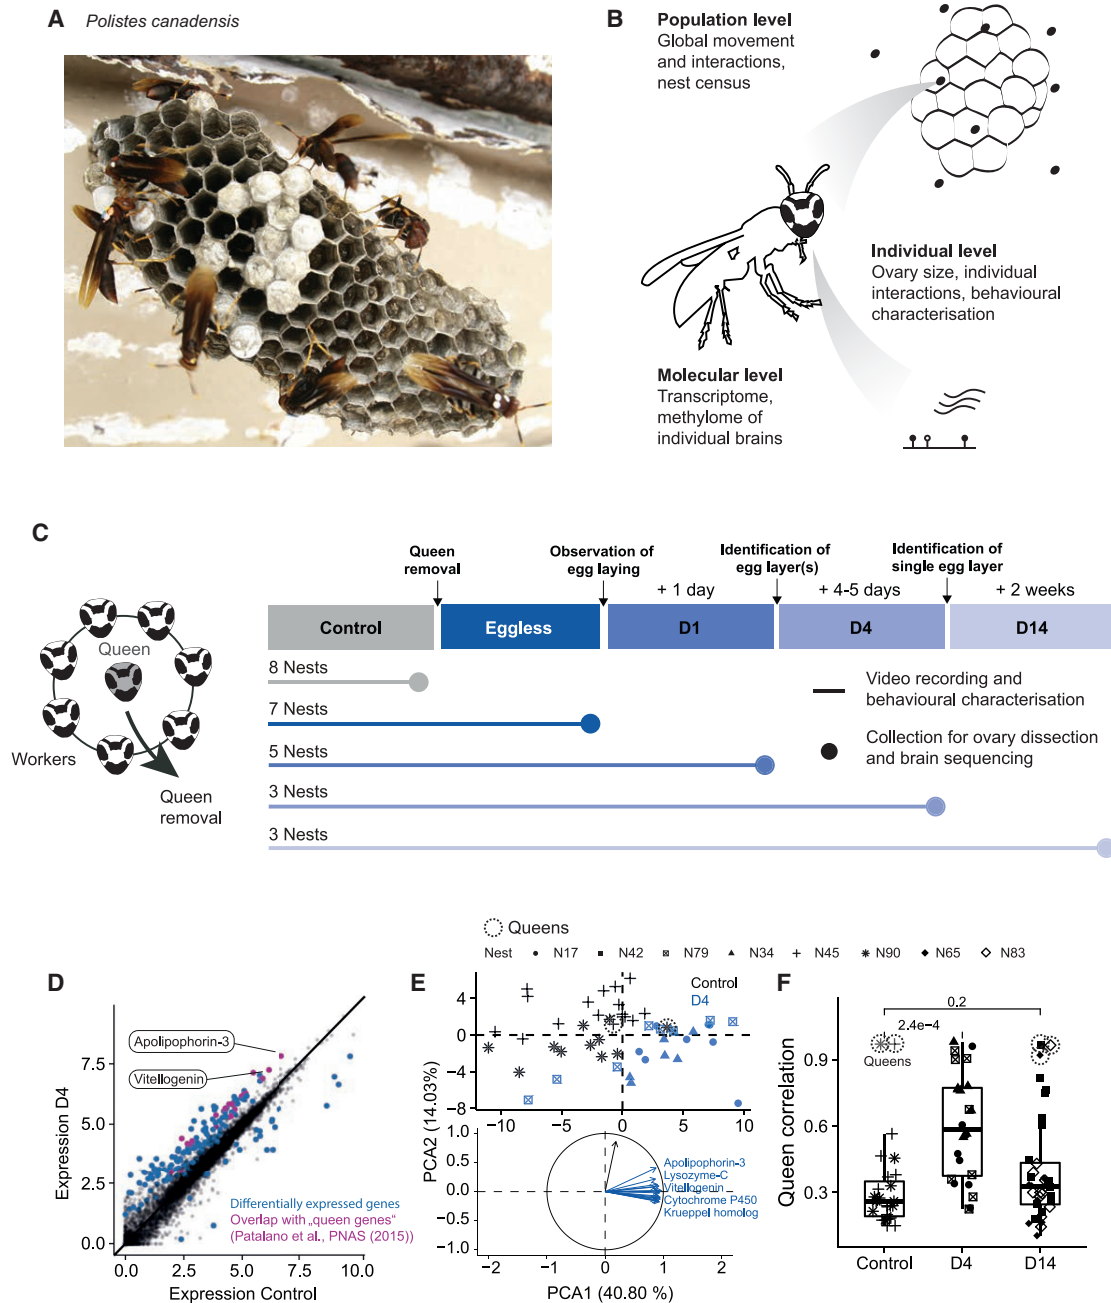 A Polistes canadensis
B
Population level
Global movement
and interactions,
nest census
Individual level
Ovary size, individual
interactions, behavioural
characterisation
Molecular level
Transcriptome,
methylome of
individual brains
C
Queen
removal
Observation of
egg laying
Identification of
egg layer(s)
Identification of
single egg layer
+ 1 day
+ 4-5 days
+ 2 weeks
Control
Eggless
D1
D4
D14
Queen
Workers
Queen
removal
8 Nests
7 Nests
5 Nests
3 Nests
3 Nests
Video recording and
behavioural characterisation
Collection for ovary dissection
and brain sequencing
Queens
Nest N17 N42 N79 N34 N45 N90 N65 N83
D
Apolipophorin-3
Vitellogenin
7.5
5.0
2.5
0.0
Expression D4
Differentially expressed genes
Overlap with „queen genes“
(Patalano et al., PNAS (2015))
0.0 2.5 5.0 7.5 10.0
Expression Control
E
Control
D4
4
0
−4
−8
−10 −5 0 5 10
PCA2 (14.03%)
1.0
0.5
0.0
−0.5
−1.0
Apolipophorin-3
Lysozyme-C
Vitellogenin
Cytochrome P450
Krueppel homolog
−2 −1 0 1 2
PCA1 (40.80 %)
F
0.2
2.4e−4
Queens
0.9
0.6
0.3
Queen correlation
Control D4 D14